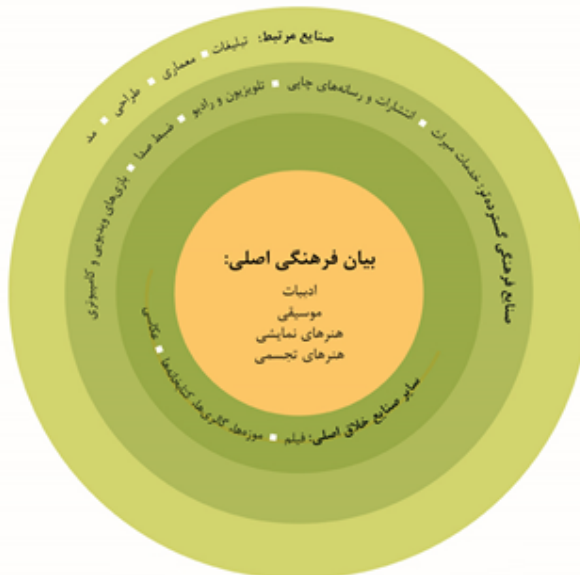 صنایع مرتبط: تبلیغات ▪ معماری ▪ طراحی ▪ مد
صنایع فرهنگی گسترده‌تر: خدمات میراث ▪ انتشارات و رسانه‌های چاپی ▪ تلویزیون و رادیو ▪ ضبط صدا ▪ بازی‌های ویدیویی و کامپیوتری
بیان فرهنگی اصلی:
ادبیات
موسیقی
هنرهای نمایشی
هنرهای تجسمی
سایر صنایع خلاق اصلی: فیلم ▪ موزه‌ها، گالری‌ها، کتابخانه‌ها ▪ عکاسی